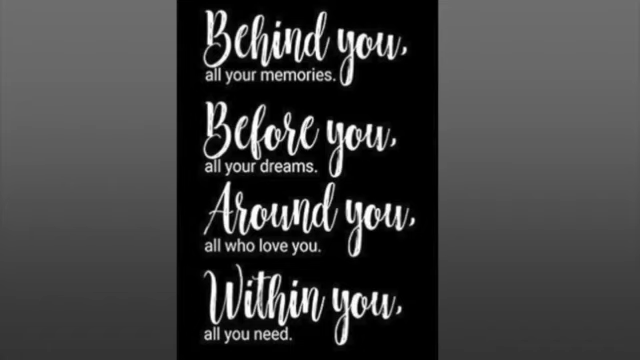 Behind you,
all your memories.
Before you,
all your dreams.
Around you,
all who love you.
Within you,
all you need.